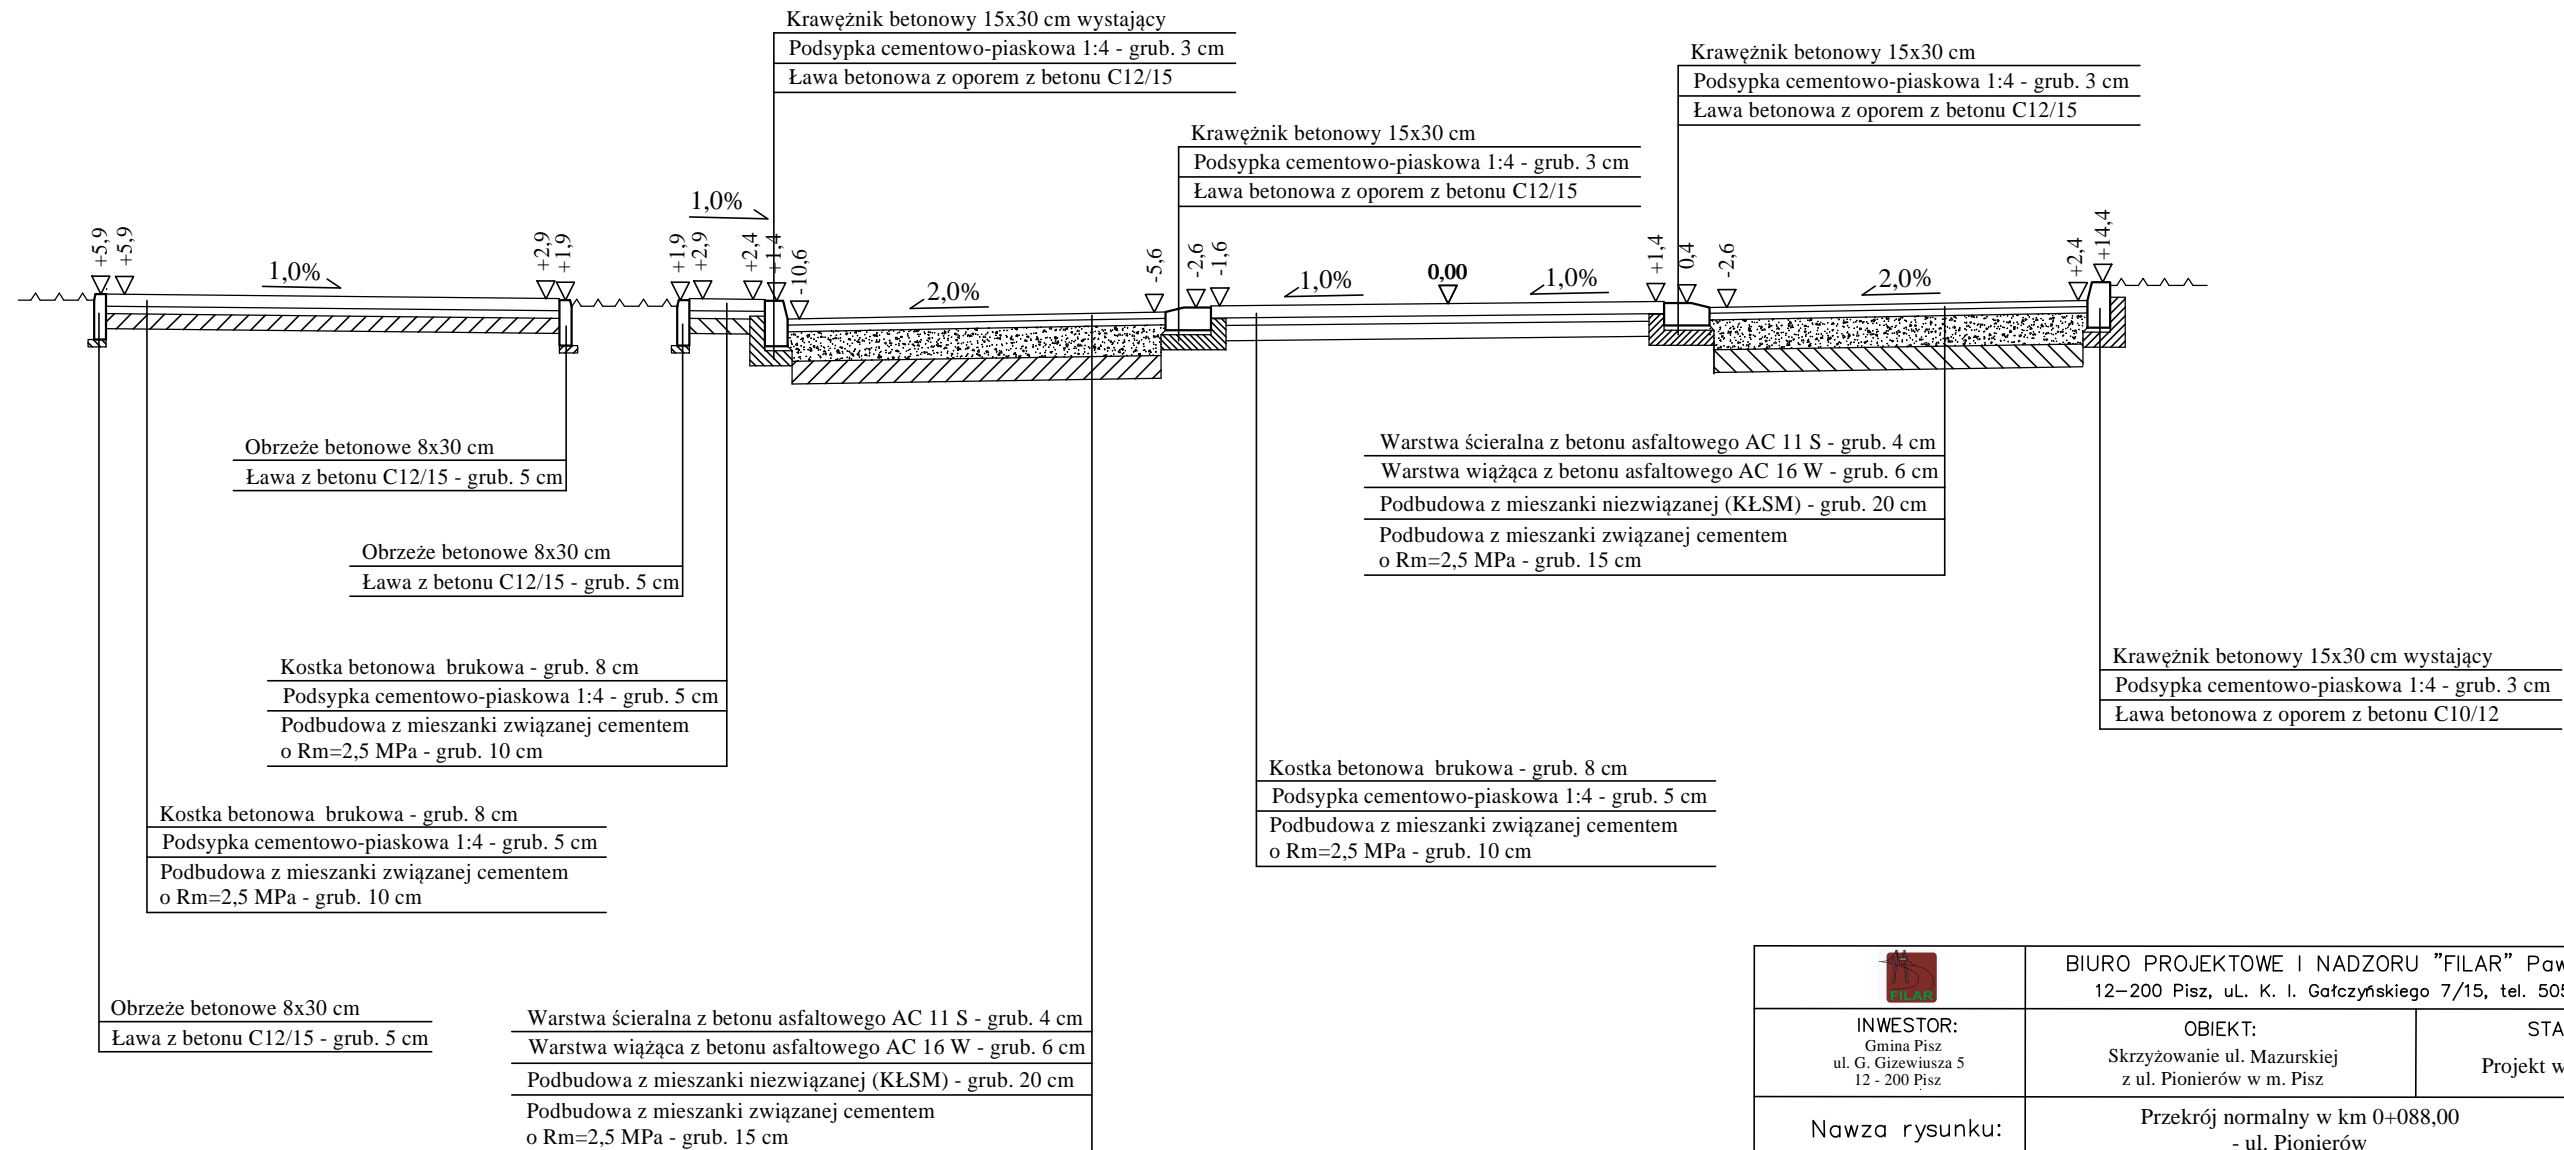 Krawężnik betonowy 15x30 cm wystający
Podsypka cementowo-piaskowa 1:4 - grub. 3 cm
Ława betonowa z oporem z betonu C12/15
Krawężnik betonowy 15x30 cm
Podsypka cementowo-piaskowa 1:4 - grub. 3 cm
Ława betonowa z oporem z betonu C12/15
Krawężnik betonowy 15x30 cm
Podsypka cementowo-piaskowa 1:4 - grub. 3 cm
Ława betonowa z oporem z betonu C12/15
+5,9
+5,9
1,0%
+2,9
+1,9
+1,9
+2,9
1,0%
+2,4
+1,4
-10,6
2,0%
-5,6
-2,6
-1,6
1,0%
0,00
1,0%
+1,4
0,4
-2,6
2,0%
+2,4
+14,4
Obrzeże betonowe 8x30 cm
Ława z betonu C12/15 - grub. 5 cm
Obrzeże betonowe 8x30 cm
Ława z betonu C12/15 - grub. 5 cm
Warstwa ścieralna z betonu asfaltowego AC 11 S - grub. 4 cm
Warstwa wiążąca z betonu asfaltowego AC 16 W - grub. 6 cm
Podbudowa z mieszanki niezwiązanej (KŁSM) - grub. 20 cm
Podbudowa z mieszanki związanej cementem
o Rm=2,5 MPa - grub. 15 cm
Kostka betonowa brukowa - grub. 8 cm
Podsypka cementowo-piaskowa 1:4 - grub. 5 cm
Podbudowa z mieszanki związanej cementem
o Rm=2,5 MPa - grub. 10 cm
Krawężnik betonowy 15x30 cm wystający
Podsypka cementowo-piaskowa 1:4 - grub. 3 cm
Ława betonowa z oporem z betonu C10/12
Kostka betonowa brukowa - grub. 8 cm
Podsypka cementowo-piaskowa 1:4 - grub. 5 cm
Podbudowa z mieszanki związanej cementem
o Rm=2,5 MPa - grub. 10 cm
Kostka betonowa brukowa - grub. 8 cm
Podsypka cementowo-piaskowa 1:4 - grub. 5 cm
Podbudowa z mieszanki związanej cementem
o Rm=2,5 MPa - grub. 10 cm
Obrzeże betonowe 8x30 cm
Ława z betonu C12/15 - grub. 5 cm
Warstwa ścieralna z betonu asfaltowego AC 11 S - grub. 4 cm
Warstwa wiążąca z betonu asfaltowego AC 16 W - grub. 6 cm
Podbudowa z mieszanki niezwiązanej (KŁSM) - grub. 20 cm
Podbudowa z mieszanki związanej cementem
o Rm=2,5 MPa - grub. 15 cm
FILAR
BIURO PROJEKTOWE I NADZORU "FILAR" Paw
12-200 Pisz, uL. K. I. Gałczyńskiego 7/15, tel. 505
INWESTOR:
Gmina Pisz
ul. G. Gizewiusza 5
12 - 200 Pisz
OBIEKT:
Skrzyżowanie ul. Mazurskiej
z ul. Pionierów w m. Pisz
STA
Projekt w
Nawza rysunku:
Przekrój normalny w km 0+088,00
- ul. Pionierów